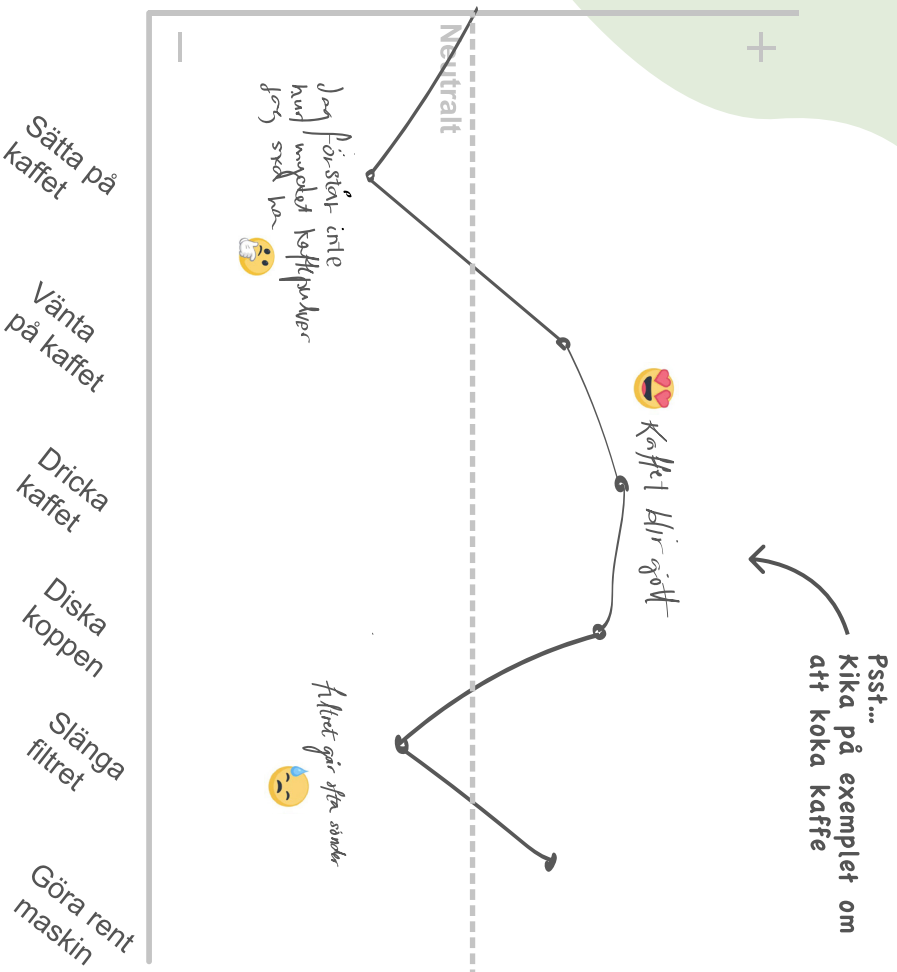 Psst...
Kika på exemplet om
att koka kaffe
+
Neutralt
−
Kaffet blir gött
Jag förstår inte
hur mycket kaffepulver
jag ska ha
filtret går ofta sönder
Sätta på
kaffet
Vänta
på kaffet
Dricka
kaffet
Diska
koppen
Slänga
filtret
Göra rent
maskin